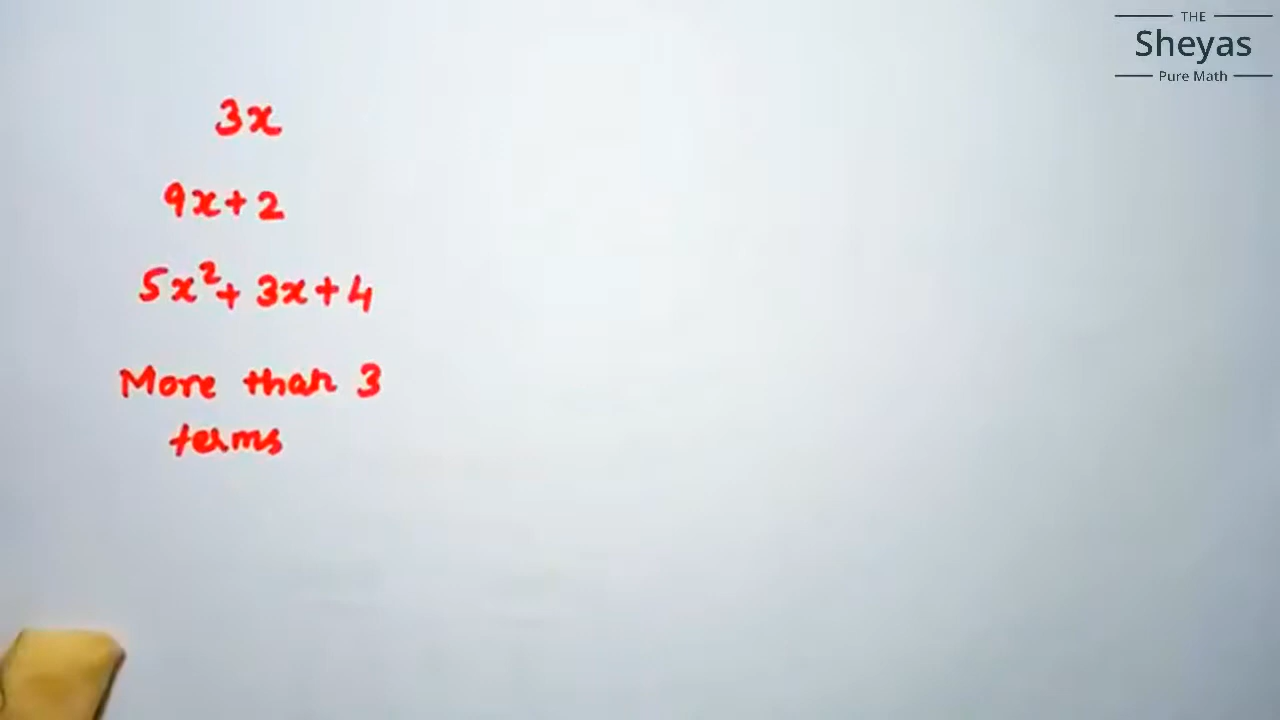 THE
Sheyas
Pure Math
3x
9x+2
5x²+ 3x+4
More than 3
terms